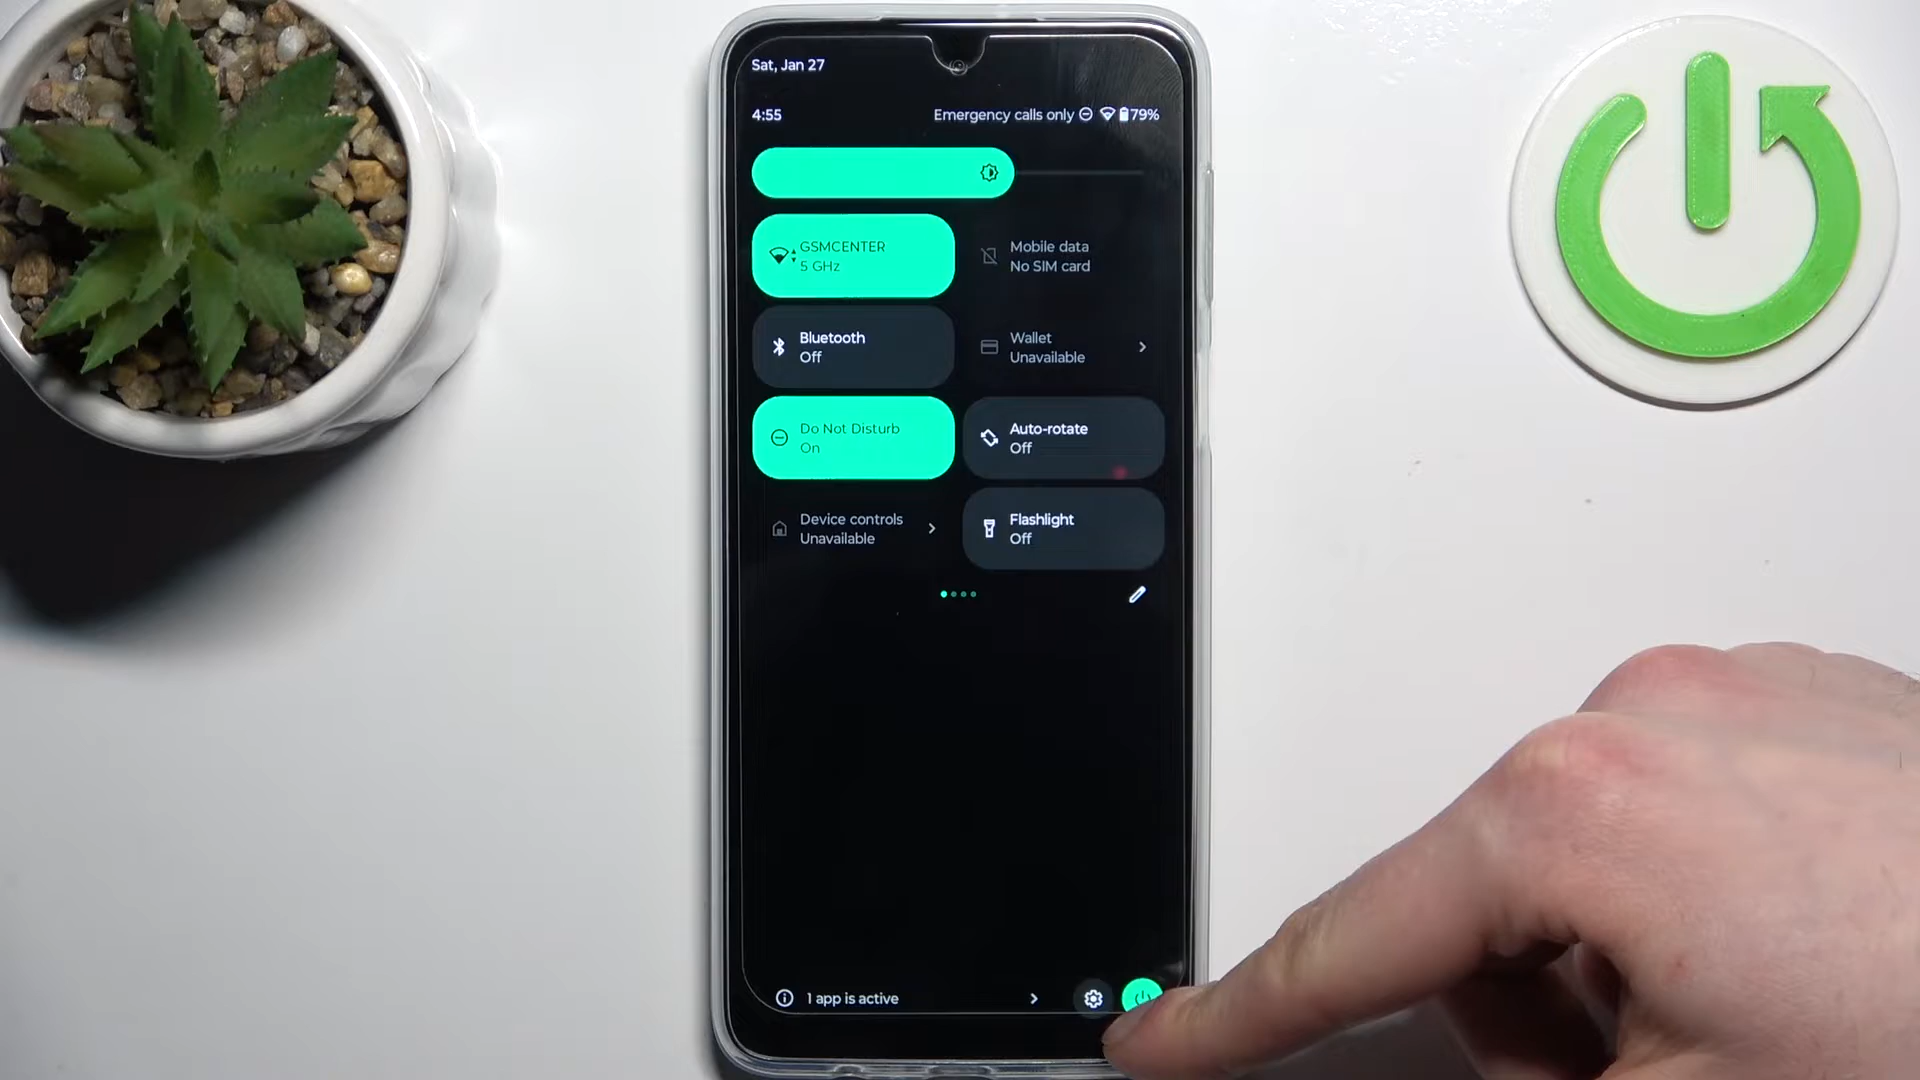 Sat, Jan 27
4:55
Emergency calls only
79%
GSMCENTER
5 GHz
Mobile data
No SIM card
Bluetooth
Off
Wallet
Unavailable
Do Not Disturb
On
Auto-rotate
Off
Device controls
Unavailable
Flashlight
Off
1 app is active